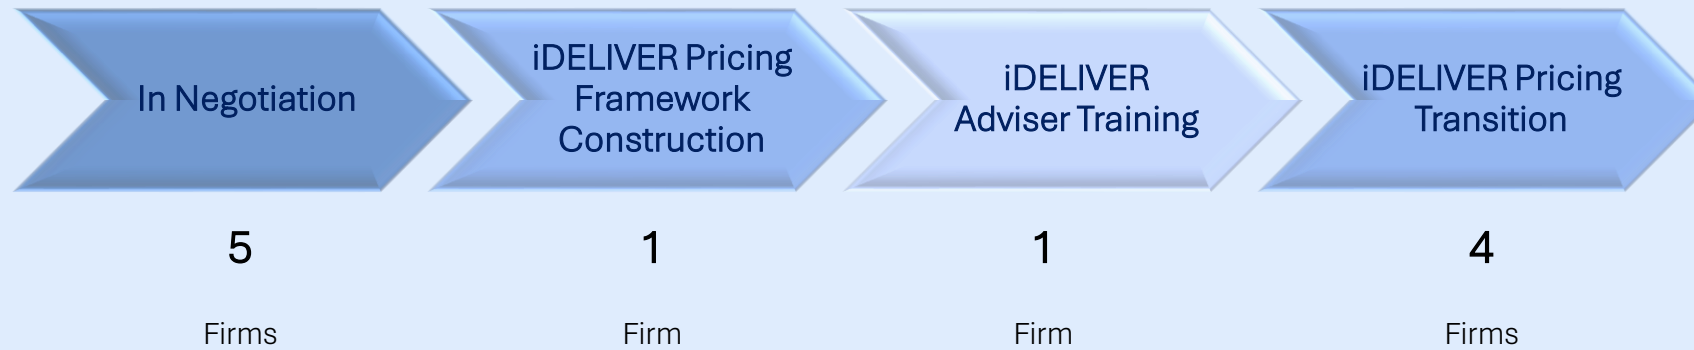 In Negotiation
iDELIVER Pricing
Framework
Construction
iDELIVER
Adviser Training
iDELIVER Pricing
Transition
5
1
1
4
Firms
Firm
Firm
Firms